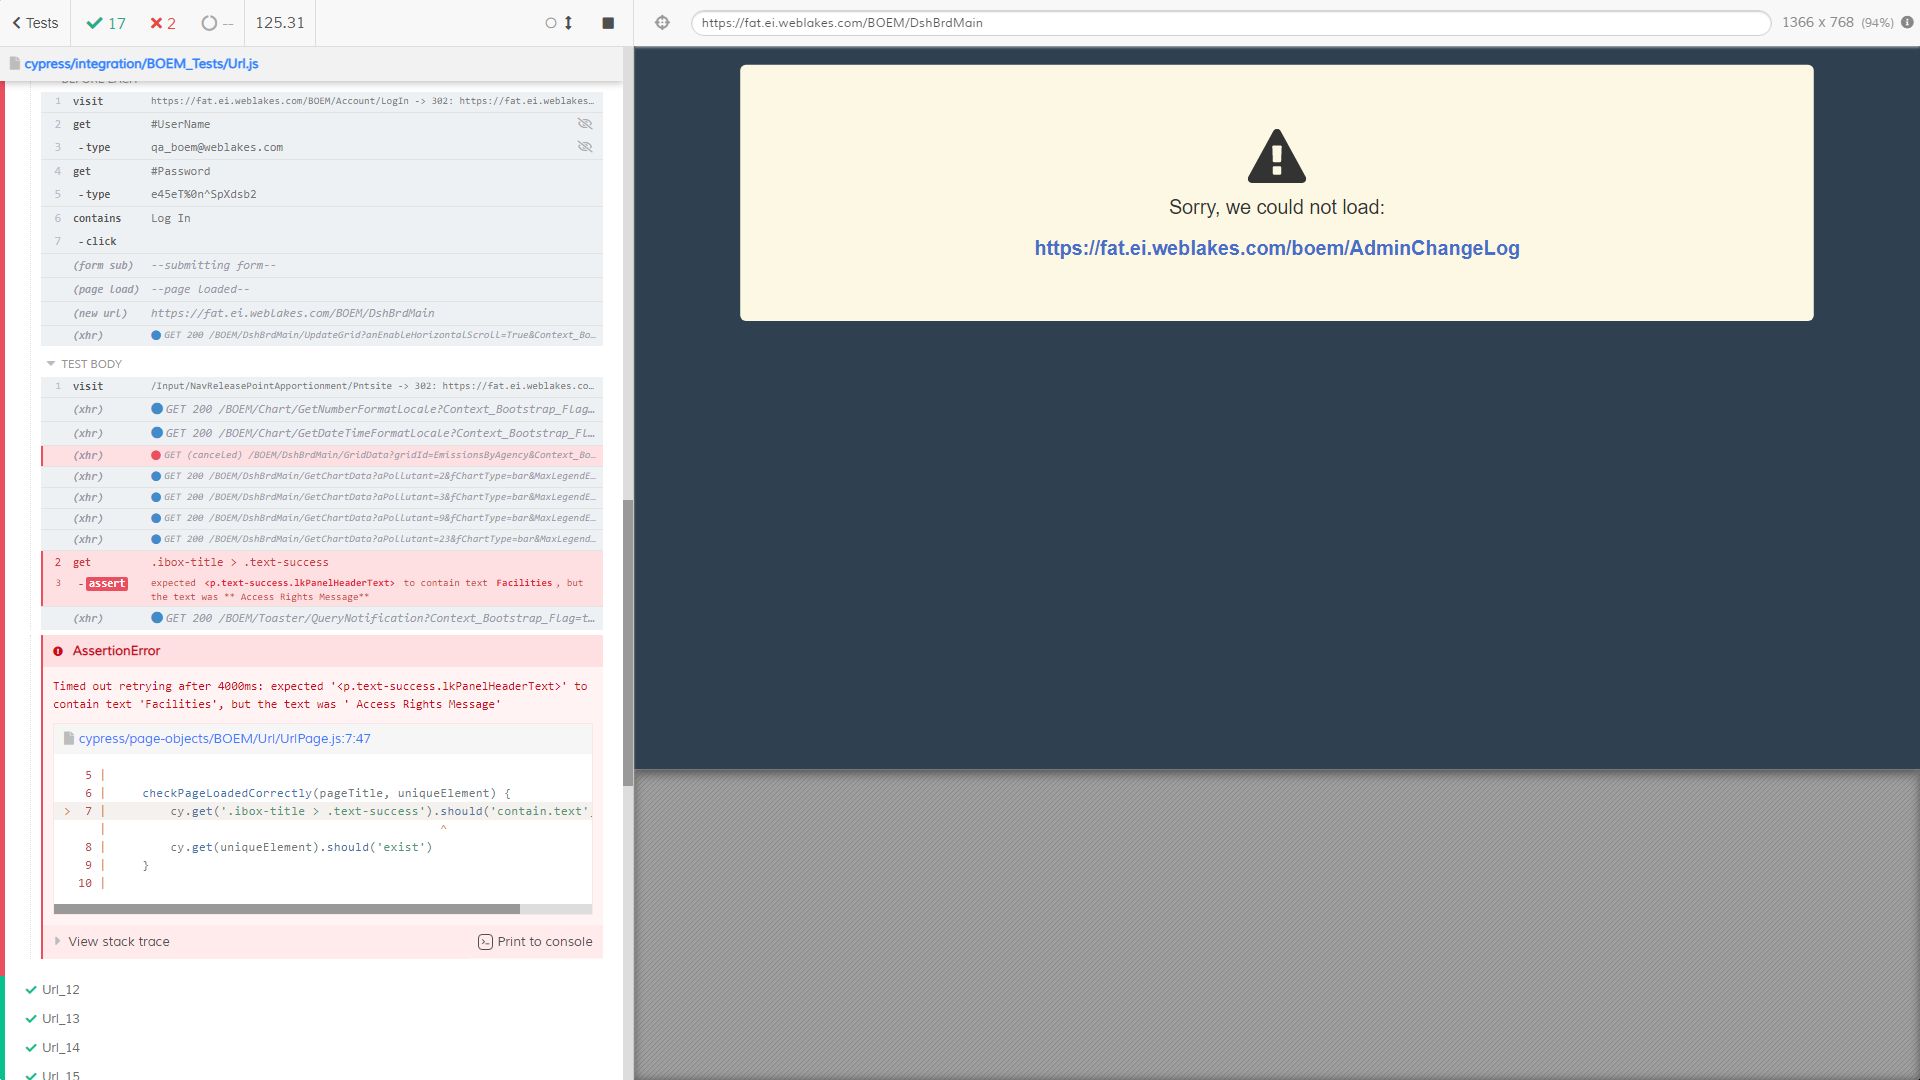 Tests
17
2
--
125.31
https://fat.ei.weblakes.com/BOEM/DshBrdMain
1366 x 768 (94%)
cypress/integration/BOEM_Tests/Url.js
1 visit https://fat.ei.weblakes.com/BOEM/Account/LogIn -> 302: https://fat.ei.weblakes…
2 get #UserName
3 -type qa_boem@weblakes.com
4 get #Password
5 -type e45eT%0n^SpXdsb2
6 contains Log In
7 -click
(form sub) --submitting form--
(page load) --page loaded--
(new url) https://fat.ei.weblakes.com/BOEM/DshBrdMain
(xhr) GET 200 /BOEM/DshBrdMain/UpdateGrid?anEnableHorizontalScroll=True&Context_Bo…
TEST BODY
1 visit /Input/NavReleasePointApportionment/Pntsite -> 302: https://fat.ei.weblakes.co…
(xhr) GET 200 /BOEM/Chart/GetNumberFormatLocale?Context_Bootstrap_Flag…
(xhr) GET 200 /BOEM/Chart/GetDateTimeFormatLocale?Context_Bootstrap_Fl…
(xhr) GET (canceled) /BOEM/DshBrdMain/GridData?gridId=EmissionsByAgency&Context_Bo…
(xhr) GET 200 /BOEM/DshBrdMain/GetChartData?aPollutant=2&fChartType=bar&MaxLegendE…
(xhr) GET 200 /BOEM/DshBrdMain/GetChartData?aPollutant=3&fChartType=bar&MaxLegendE…
(xhr) GET 200 /BOEM/DshBrdMain/GetChartData?aPollutant=9&fChartType=bar&MaxLegendE…
(xhr) GET 200 /BOEM/DshBrdMain/GetChartData?aPollutant=23&fChartType=bar&MaxLegend…
2 get .ibox-title > .text-success
3 -assert expected <p.text-success.lkPanelHeaderText> to contain text Facilities, but
the text was ** Access Rights Message**
(xhr) GET 200 /BOEM/Toaster/QueryNotification?Context_Bootstrap_Flag=t…
AssertionError
Timed out retrying after 4000ms: expected '<p.text-success.lkPanelHeaderText>' to
contain text 'Facilities', but the text was ' Access Rights Message'
cypress/page-objects/BOEM/Url/UrlPage.js:7:47
5 |
6 | checkPageLoadedCorrectly(pageTitle, uniqueElement) {
> 7 | cy.get('.ibox-title > .text-success').should('contain.text'
| ^
8 | cy.get(uniqueElement).should('exist')
9 | }
10 |
View stack trace
Print to console
Url_12
Url_13
Url_14
Url_15
Sorry, we could not load:
https://fat.ei.weblakes.com/boem/AdminChangeLog